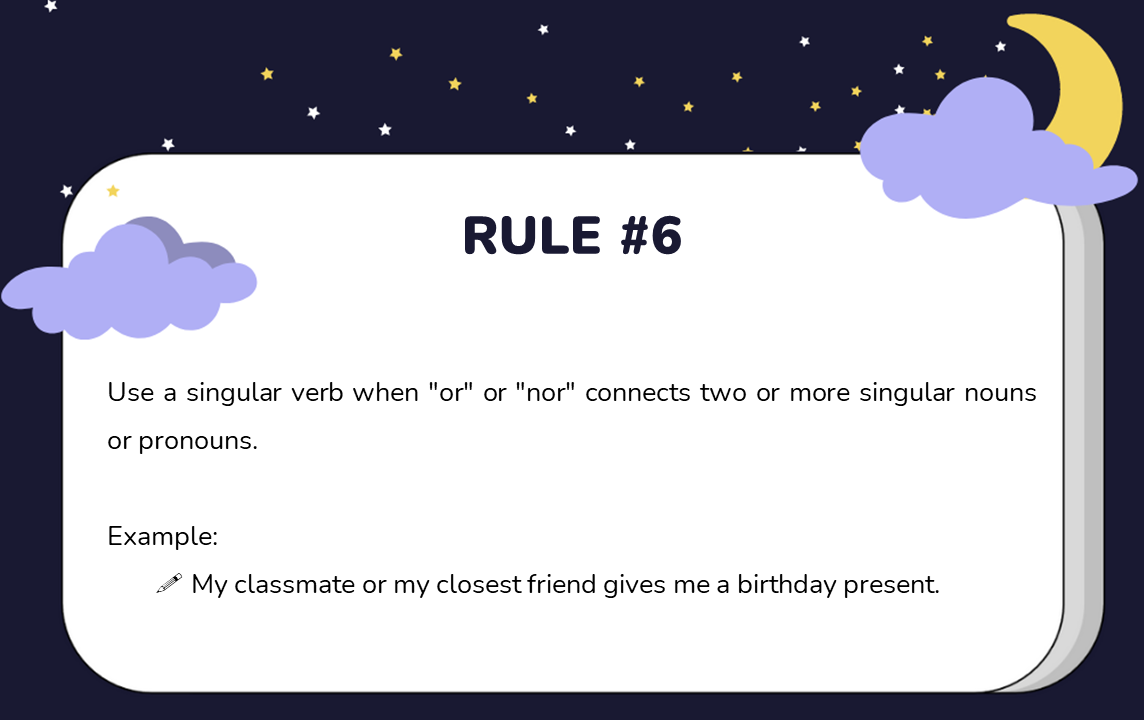 RULE #6
Use a singular verb when "or" or "nor" connects two or more singular nouns
or pronouns.
Example:
My classmate or my closest friend gives me a birthday present.